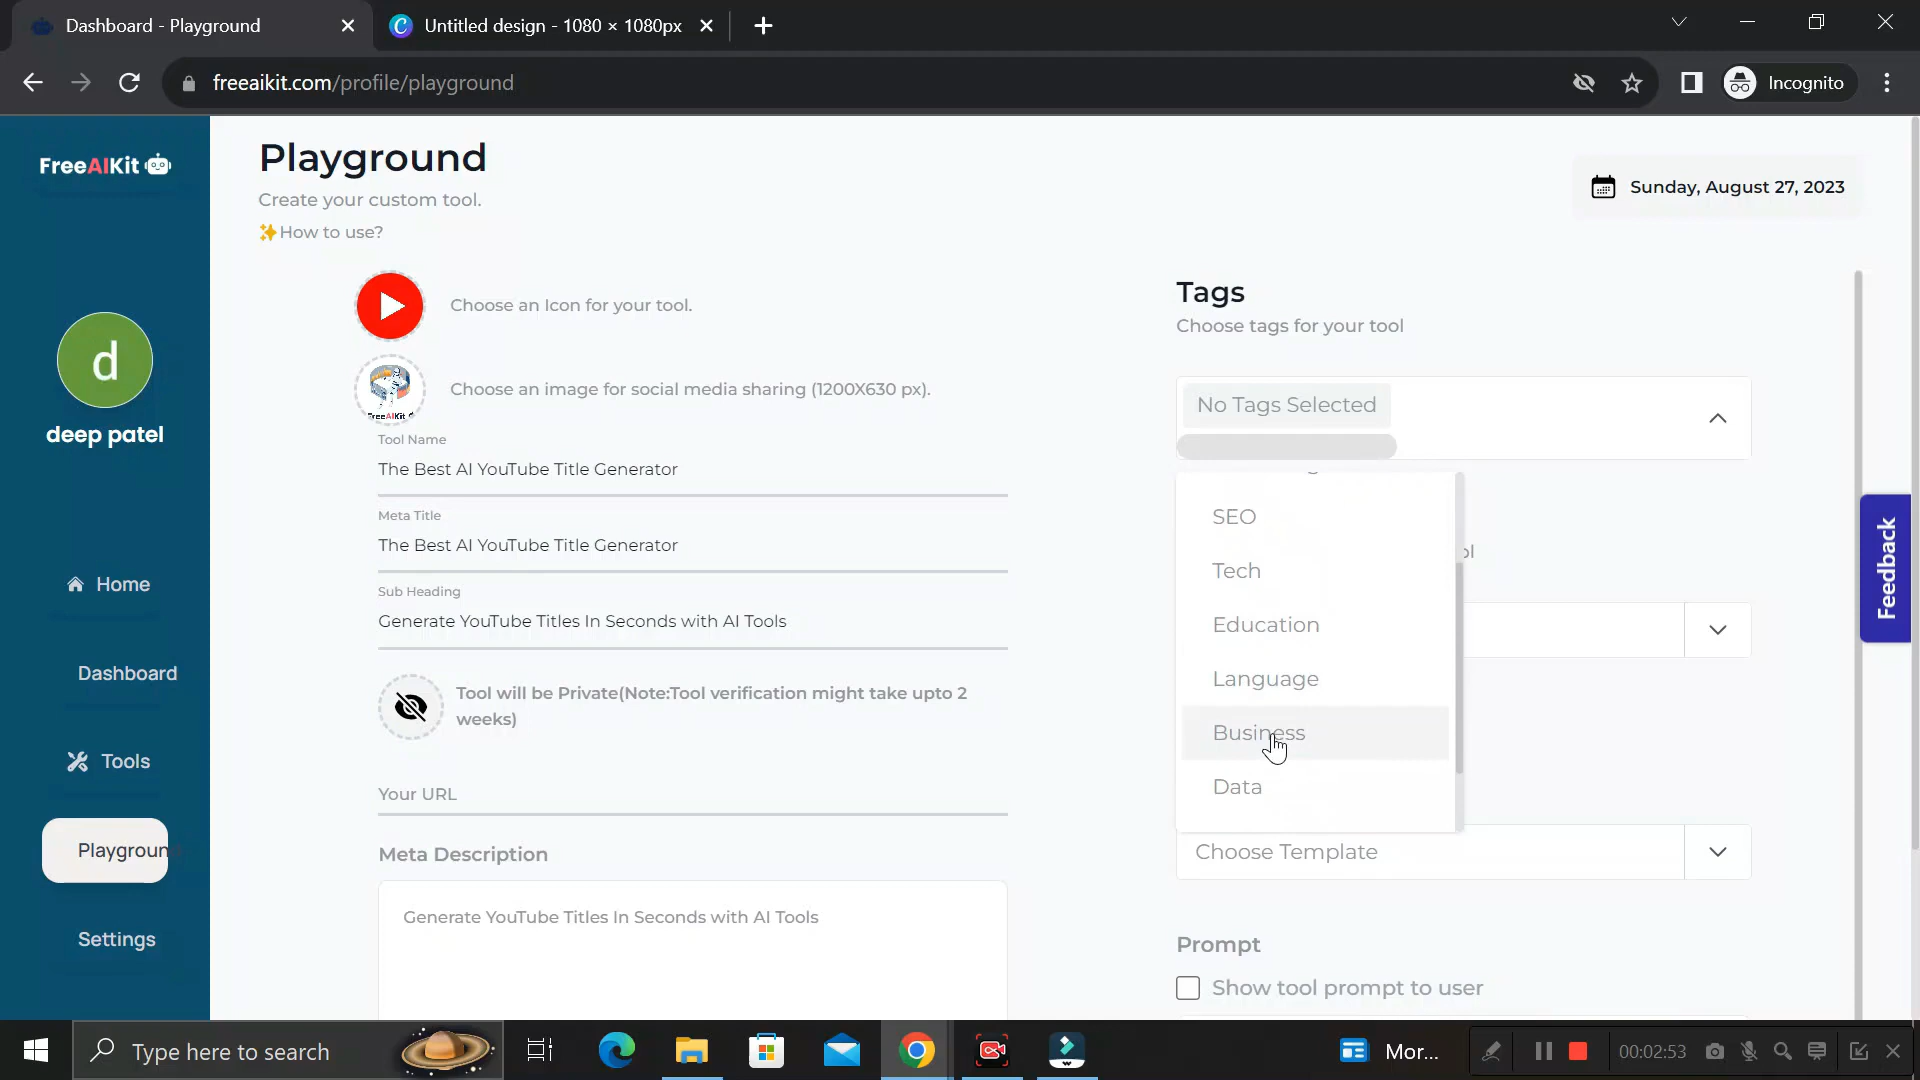 Dashboard - Playground
Untitled design - 1080 × 1080px
freeaikit.com/profile/playground
Incognito
FreeAIKit
Playground
Create your custom tool.
✨How to use?
Sunday, August 27, 2023
d
deep patel
Home
Dashboard
Tools
Playground
Settings
Choose an Icon for your tool.
Choose an image for social media sharing (1200X630 px).
FreeAIKit
Tool Name
The Best AI YouTube Title Generator
Meta Title
The Best AI YouTube Title Generator
Sub Heading
Generate YouTube Titles In Seconds with AI Tools
Tool will be Private(Note:Tool verification might take upto 2
weeks)
Your URL
Meta Description
Generate YouTube Titles In Seconds with AI Tools
Tags
Choose tags for your tool
No Tags Selected
SEO
Tech
Education
Language
Business
Data
Choose Template
Prompt
Show tool prompt to user
Feedback
Type here to search
Mor...
00:02:53